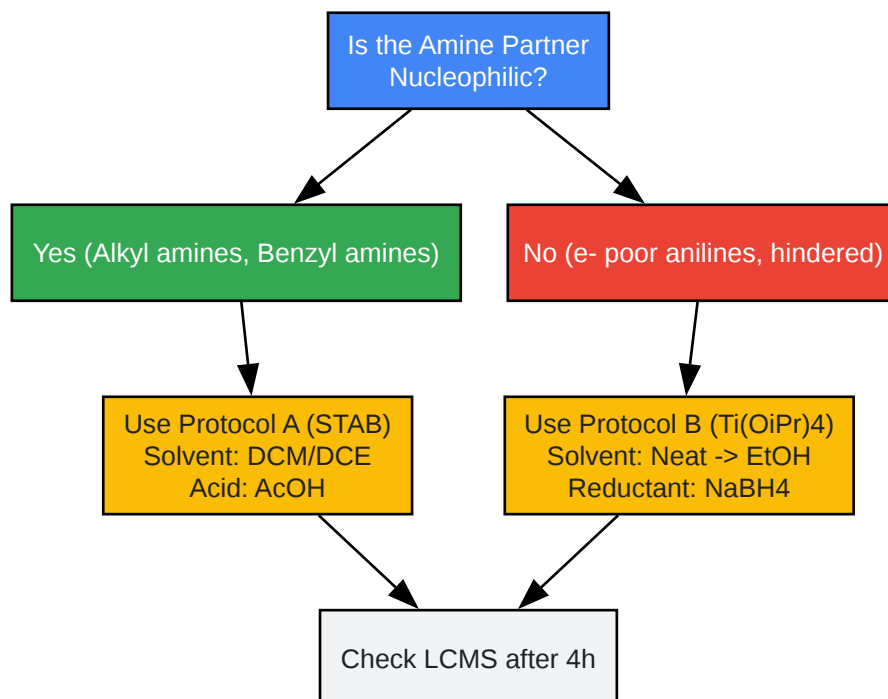 Is the Amine Partner
Nucleophilic?
Yes (Alkyl amines, Benzyl amines)
No (e- poor anilines, hindered)
Use Protocol A (STAB)
Solvent: DCM/DCE
Acid: AcOH
Use Protocol B (Ti(OiPr)4)
Solvent: Neat -> EtOH
Reductant: NaBH4
Check LCMS after 4h